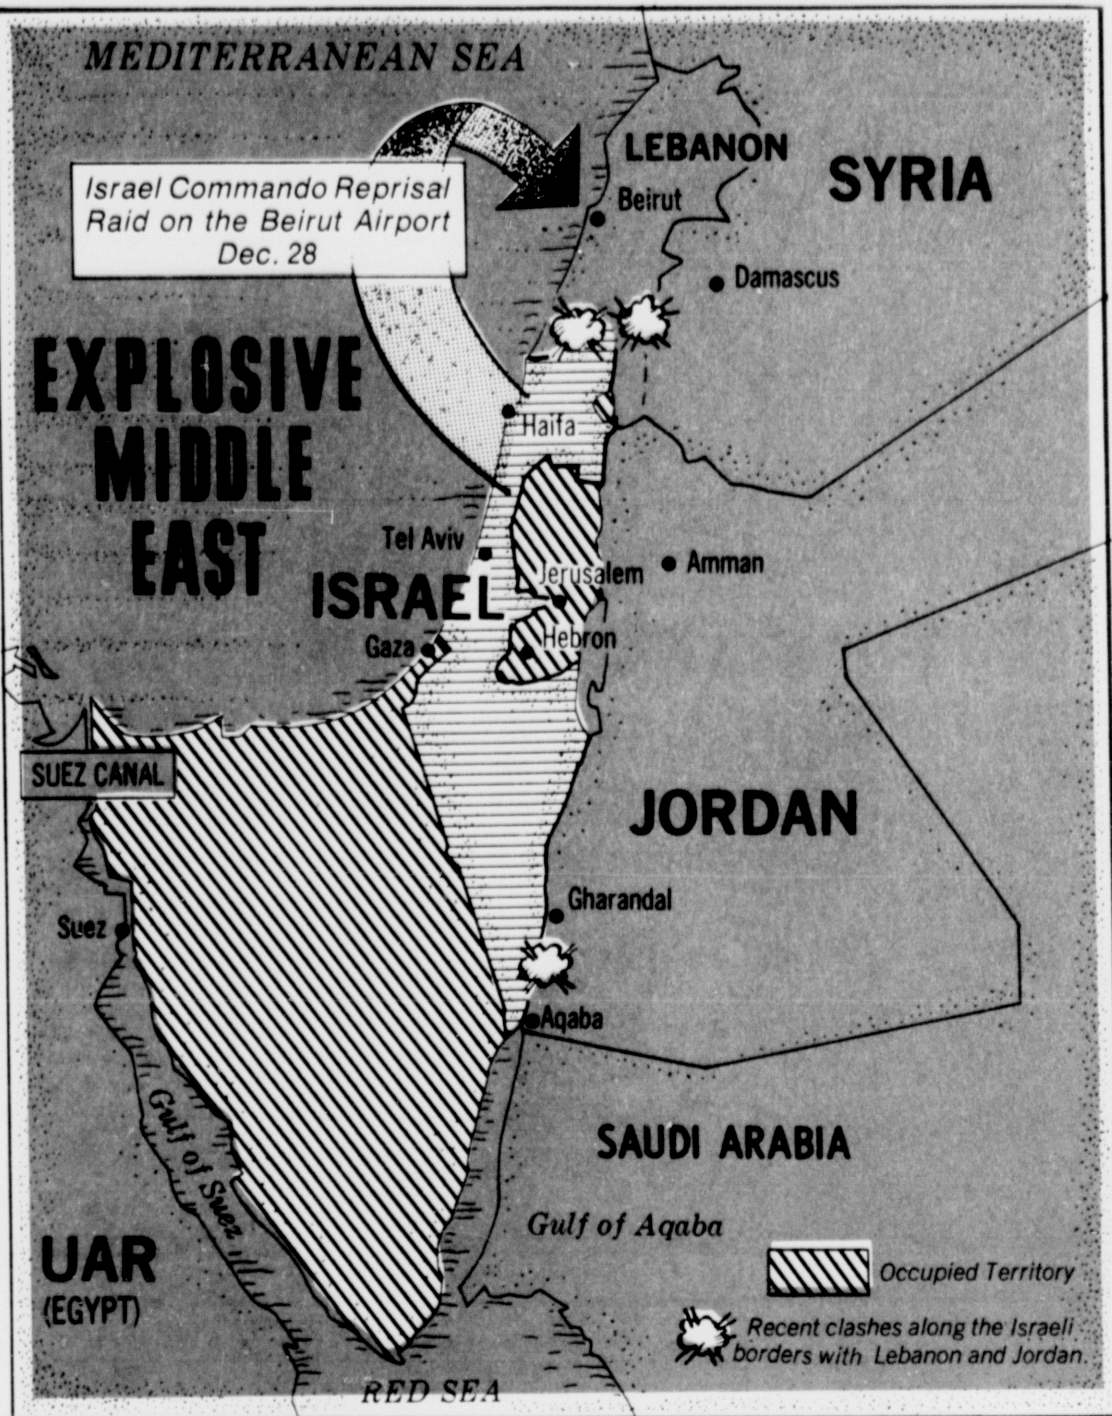 MEDITERRANEAN SEA
LEBANON
SYRIA
Israel Commando Reprisal
Raid on the Beirut Airport
Dec. 28
Beirut
Damascus
EXPLOSIVE
MIDDLE
EAST
Haifa
Tel Aviv
Jerusalem
Amman
ISRAEL
Gaza
Hebron
SUEZ CANAL
JORDAN
Gharandal
Suez
Aqaba
Gulf of Suez
SAUDI ARABIA
Gulf of Aqaba
UAR
(EGYPT)
Occupied Territory
Recent clashes along the Israeli
borders with Lebanon and Jordan.
RED SEA